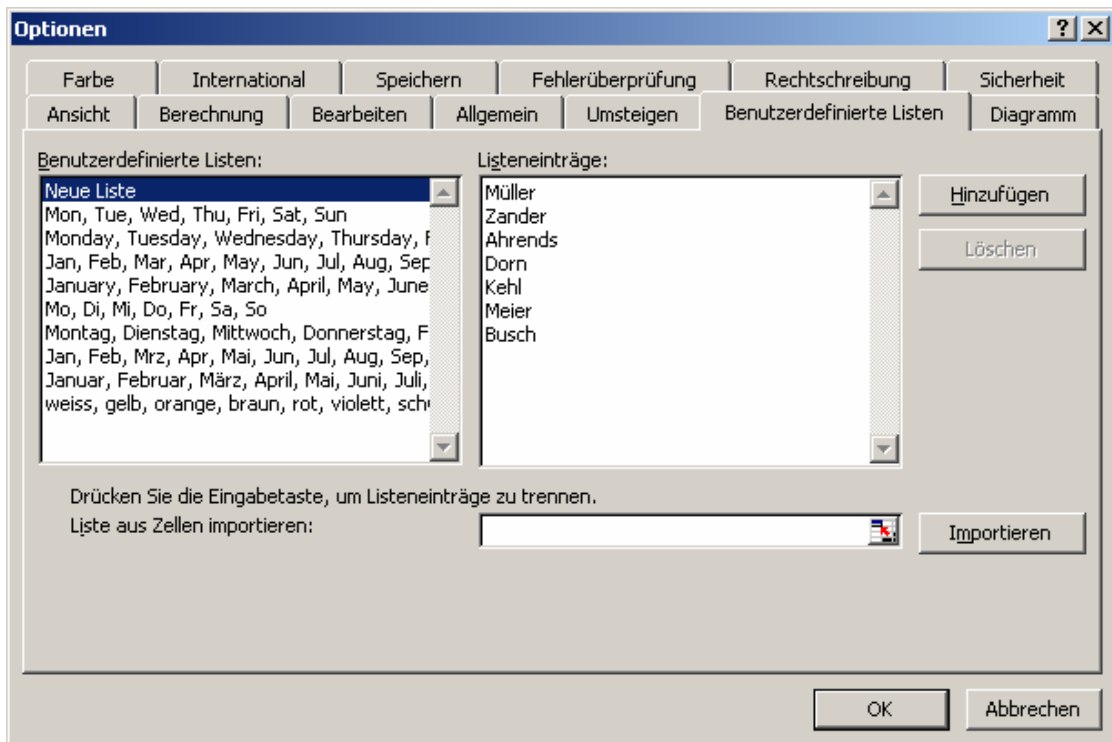 Optionen
Farbe International Speichern Fehlerüberprüfung Rechtschreibung Sicherheit
Ansicht Berechnung Bearbeiten Allgemein Umsteigen Benutzerdefinierte Listen Diagramm
Benutzerdefinierte Listen:
Neue Liste
Mon, Tue, Wed, Thu, Fri, Sat, Sun
Monday, Tuesday, Wednesday, Thursday, F
Jan, Feb, Mar, Apr, May, Jun, Jul, Aug, Sep
January, February, March, April, May, June
Mo, Di, Mi, Do, Fr, Sa, So
Montag, Dienstag, Mittwoch, Donnerstag, F
Jan, Feb, Mrz, Apr, Mai, Jun, Jul, Aug, Sep,
Januar, Februar, März, April, Mai, Juni, Juli,
weiss, gelb, orange, braun, rot, violett, sch
Listeneinträge:
Müller
Zander
Ahrends
Dorn
Kehl
Meier
Busch
Hinzufügen
Löschen
Drücken Sie die Eingabetaste, um Listeneinträge zu trennen.
Liste aus Zellen importieren:
Importieren
OK Abbrechen